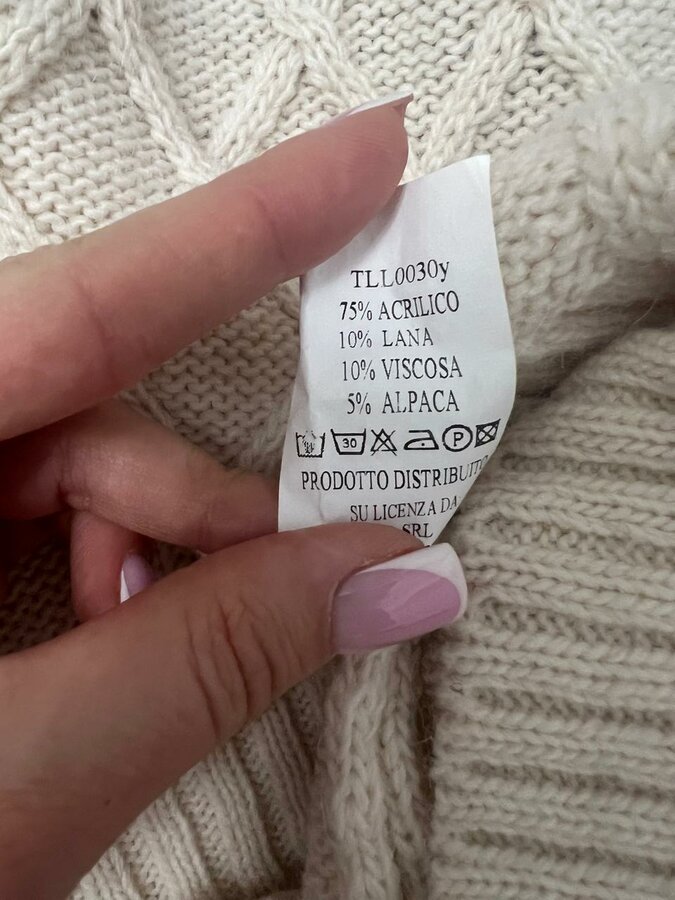 TLL0030y
75% ACRILICO
10% LANA
10% VISCOSA
5% ALPACA
30 P
PRODOTTO DISTRIBUITO
SU LICENZA DA
SRL